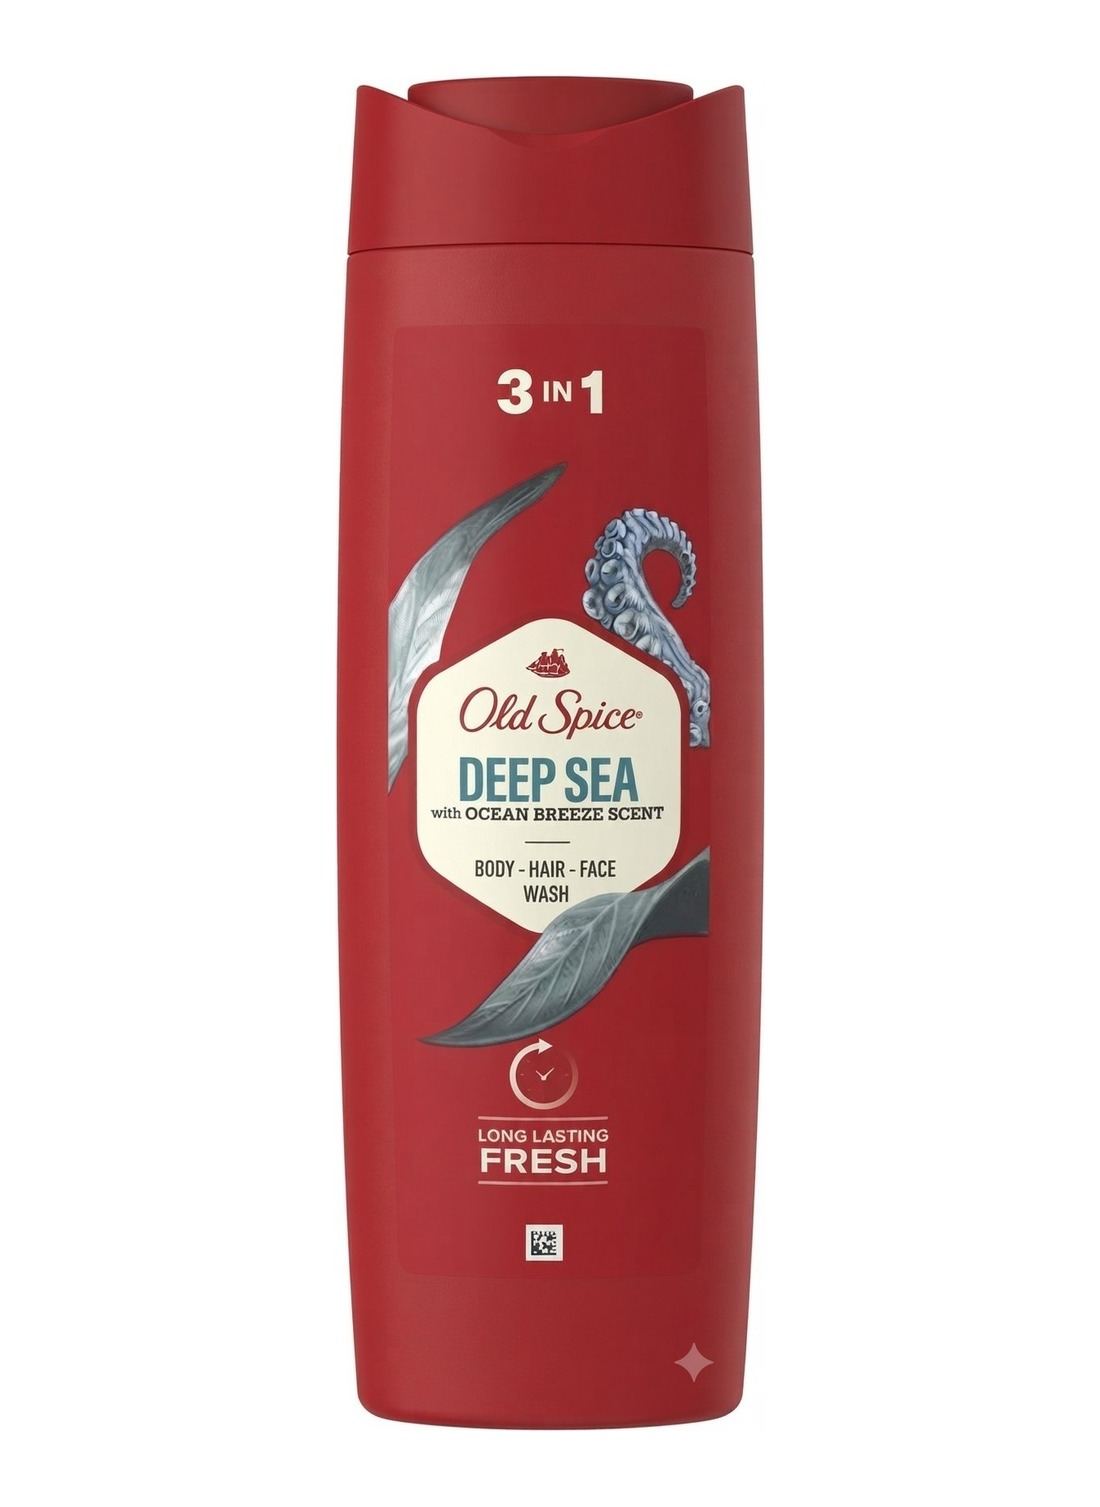 3 IN 1
Old Spice®
DEEP SEA
with OCEAN BREEZE SCENT
BODY - HAIR - FACE
WASH
LONG LASTING
FRESH